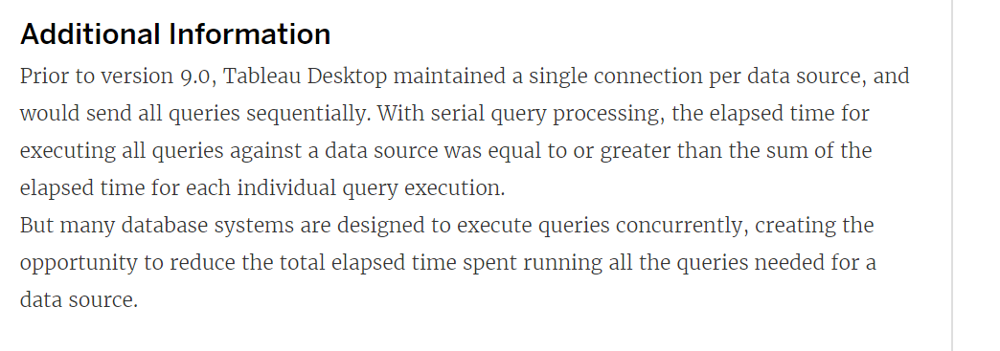 Additional Information
Prior to version 9.0, Tableau Desktop maintained a single connection per data source, and
would send all queries sequentially. With serial query processing, the elapsed time for
executing all queries against a data source was equal to or greater than the sum of the
elapsed time for each individual query execution.
But many database systems are designed to execute queries concurrently, creating the
opportunity to reduce the total elapsed time spent running all the queries needed for a
data source.